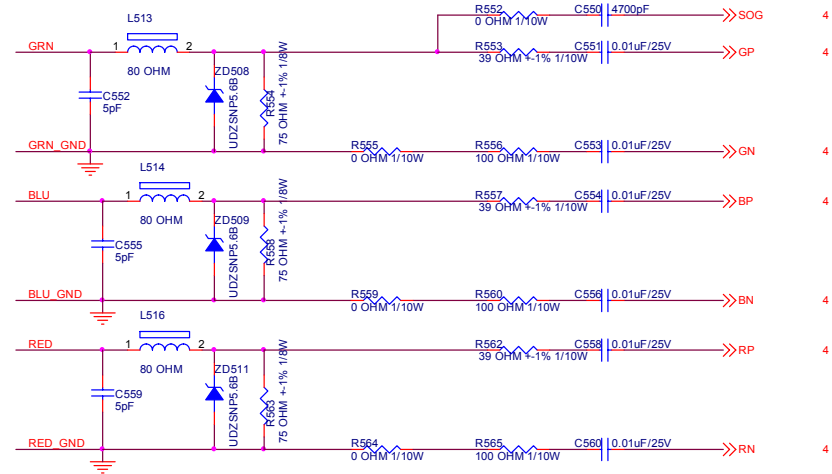 L513
R552
0 OHM 1/10W
C550
4700pF
SOG
4
GRN
1
2
80 OHM
R553
39 OHM +-1% 1/10W
C551
0.01uF/25V
GP
4
C552
5pF
ZD508
UDZSNP5.6B
R554
75 OHM +-1% 1/8W
GRN_GND
R555
0 OHM 1/10W
R556
100 OHM 1/10W
C553
0.01uF/25V
GN
4
L514
BLU
1
2
80 OHM
R557
39 OHM +-1% 1/10W
C554
0.01uF/25V
BP
4
C555
5pF
ZD509
UDZSNP5.6B
R558
75 OHM +-1% 1/8W
BLU_GND
R559
0 OHM 1/10W
R560
100 OHM 1/10W
C556
0.01uF/25V
BN
4
L516
RED
1
2
80 OHM
R562
39 OHM +-1% 1/10W
C558
0.01uF/25V
RP
4
C559
5pF
ZD511
UDZSNP5.6B
R563
75 OHM +-1% 1/8W
RED_GND
R564
0 OHM 1/10W
R565
100 OHM 1/10W
C560
0.01uF/25V
RN
4